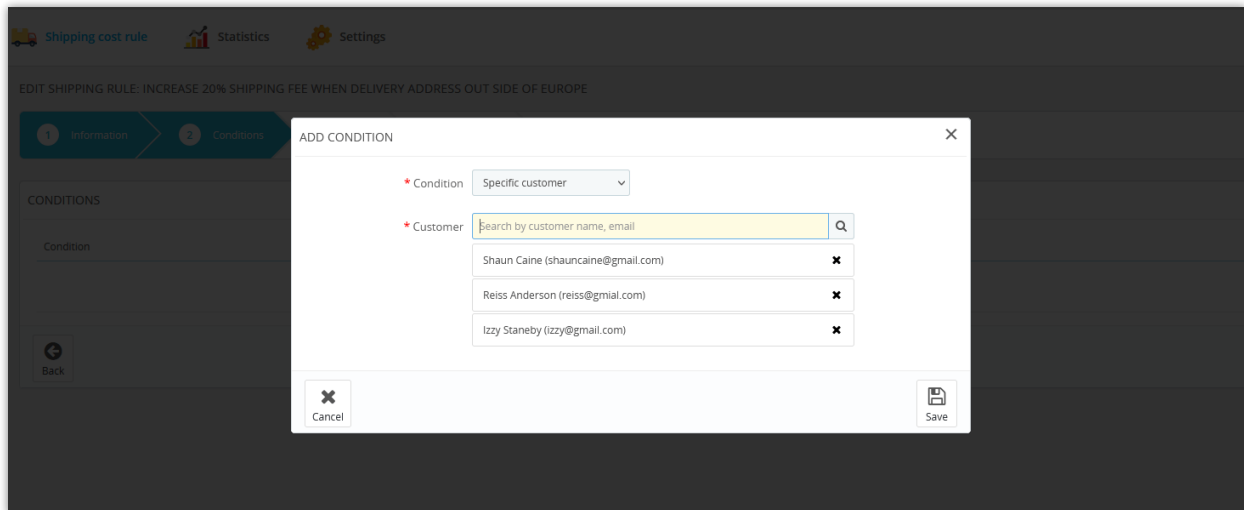 Shipping cost rule
Statistics
Settings
EDIT SHIPPING RULE: INCREASE 20% SHIPPING FEE WHEN DELIVERY ADDRESS OUT SIDE OF EUROPE
1 Information
2 Conditions
ADD CONDITION
* Condition Specific customer
CONDITIONS
* Customer Search by customer name, email
Condition
Shaun Caine (shauncaine@gmail.com)
Reiss Anderson (reiss@gmial.com)
Izzy Staneby (izzy@gmail.com)
Back
Cancel
Save